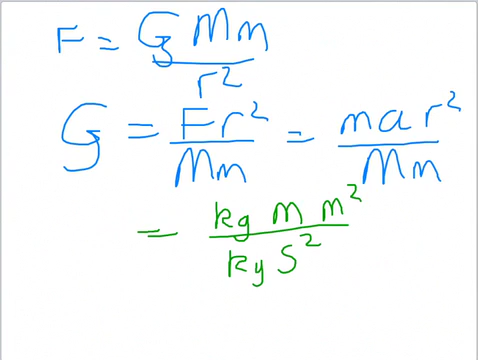 F = G Mm / r²
G = Fr² / Mm = mar² / Mm
= kg m m² / kg s²